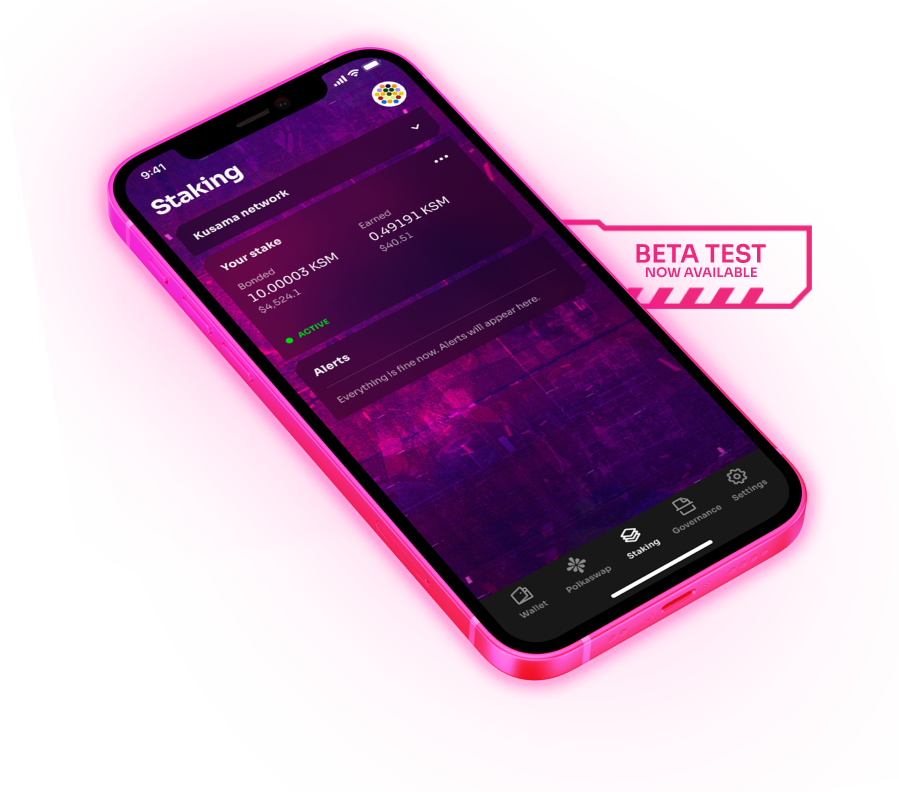 9:41
Staking
Kusama network
Your stake
Bonded
10.00003 KSM
$4,524.1
Earned
0.49191 KSM
$40.51
ACTIVE
Alerts
Everything is fine now. Alerts will appear here.
Wallet
Polkaswap
Staking
Governance
Settings
BETA TEST
NOW AVAILABLE